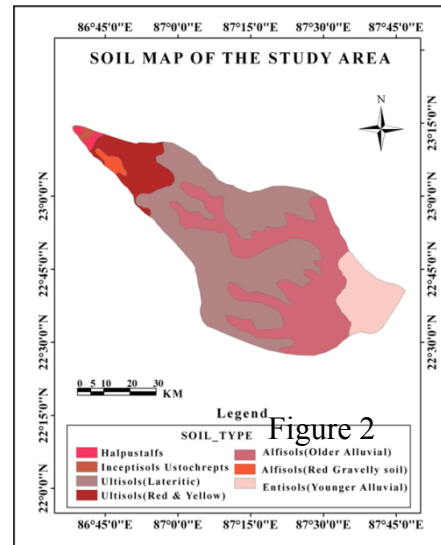 86°45'0"E 87°0'E 87°15'0"E 87°30'0"E 87°45'0"E
SOIL MAP OF THE STUDY AREA
N
23°15'0"N
23°0'0"N
23°0'0"N
22°45'0"N
22°45'0"N
22°30'0"N
22°30'0"N
0 5 10 20 30
KM
22°15'0"N
22°15'0"N
Legend
Figure 2
SOIL_TYPE
Halpustalfs
Inceptisols Ustochrepts
Ultisols(Lateritic)
Ultisols(Red & Yellow)
Alfisols(Older Alluvial)
Alfisols(Red Gravelly soil)
Entisols(Younger Alluvial)
22°0'0"N
22°0'0"N
86°45'0"E 87°0'0"E 87°15'0"E 87°30'0"E 87°45'0"E